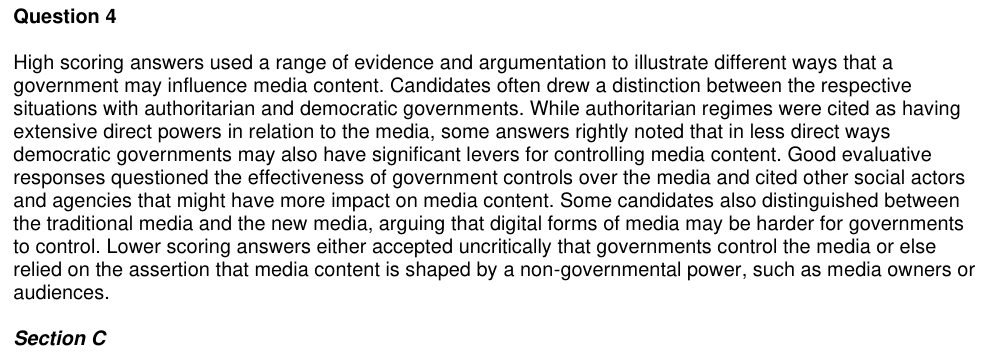 Question 4
High scoring answers used a range of evidence and argumentation to illustrate different ways that a
government may influence media content. Candidates often drew a distinction between the respective
situations with authoritarian and democratic governments. While authoritarian regimes were cited as having
extensive direct powers in relation to the media, some answers rightly noted that in less direct ways
democratic governments may also have significant levers for controlling media content. Good evaluative
responses questioned the effectiveness of government controls over the media and cited other social actors
and agencies that might have more impact on media content. Some candidates also distinguished between
the traditional media and the new media, arguing that digital forms of media may be harder for governments
to control. Lower scoring answers either accepted uncritically that governments control the media or else
relied on the assertion that media content is shaped by a non-governmental power, such as media owners or
audiences.
Section C